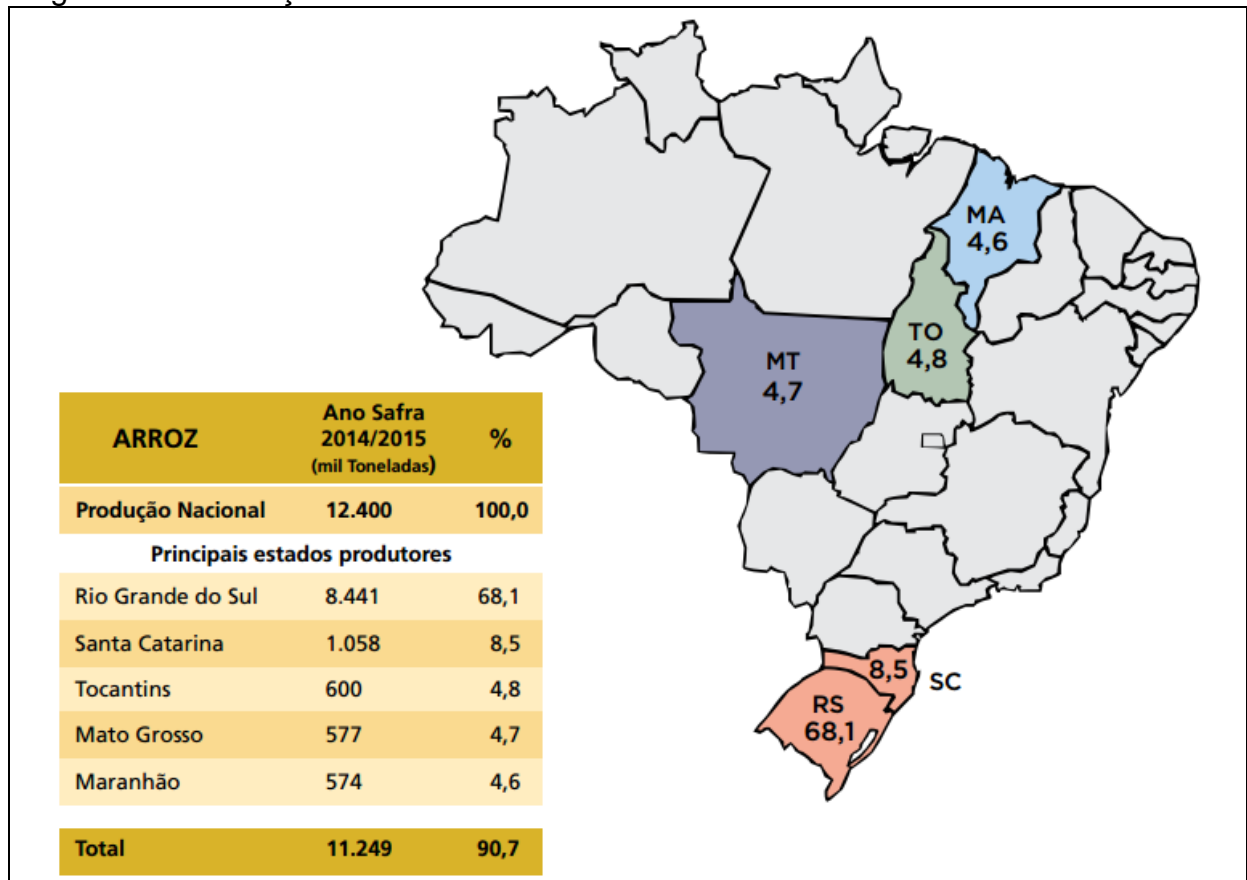 MA
4,6
TO
4,8
MT
4,7
ARROZ
Ano Safra
2014/2015
(mil Toneladas)
%
Produção Nacional 12.400 100,0
Principais estados produtores
Rio Grande do Sul 8.441 68,1
Santa Catarina 1.058 8,5
Tocantins 600 4,8
Mato Grosso 577 4,7
Maranhão 574 4,6
Total 11.249 90,7
8,5 SC
RS
68,1